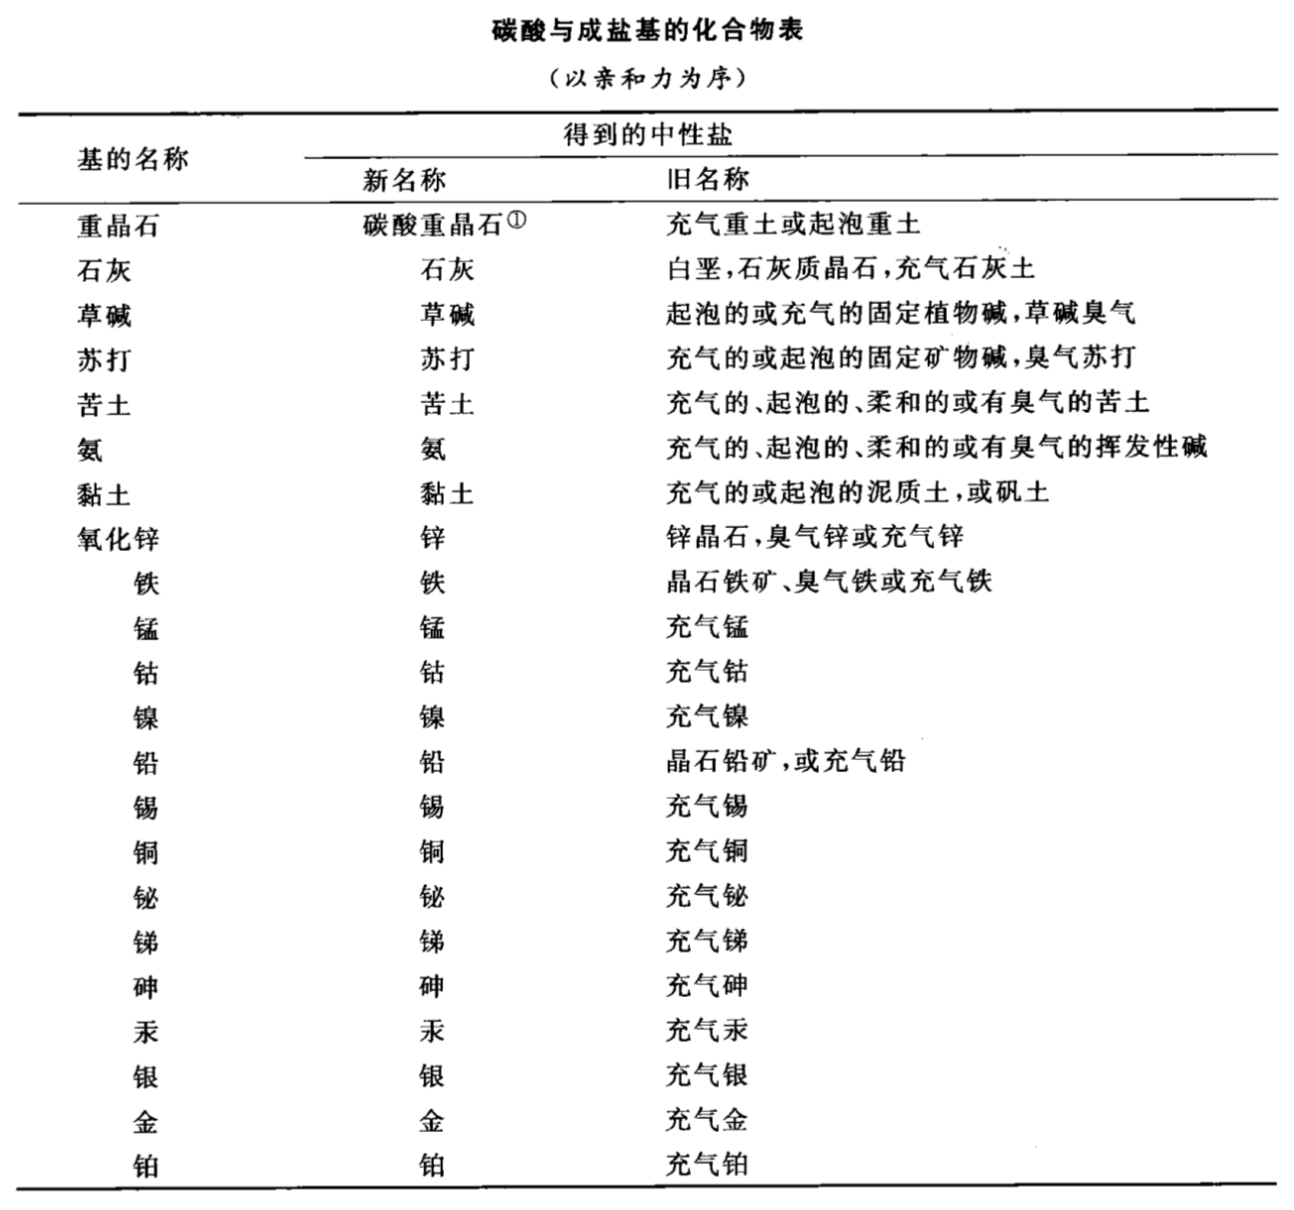 碳酸与成盐基的化合物表
(以亲和力为序)
基的名称 得到的中性盐
新名称 旧名称
重晶石 碳酸重晶石① 充气重土或起泡重土
石灰 石灰 白垩,石灰质晶石,充气石灰土
草碱 草碱 起泡的或充气的固定植物碱,草碱臭气
苏打 苏打 充气的或起泡的固定矿物碱,臭气苏打
苦土 苦土 充气的、起泡的、柔和的或有臭气的苦土
氨 氨 充气的、起泡的、柔和的或有臭气的挥发性碱
黏土 黏土 充气的或起泡的泥质土,或矾土
氧化锌 锌 锌晶石,臭气锌或充气锌
铁 铁 晶石铁矿、臭气铁或充气铁
锰 锰 充气锰
钴 钴 充气钴
镍 镍 充气镍
铅 铅 晶石铅矿,或充气铅
锡 锡 充气锡
铜 铜 充气铜
铋 铋 充气铋
锑 锑 充气锑
砷 砷 充气砷
汞 汞 充气汞
银 银 充气银
金 金 充气金
铂 铂 充气铂